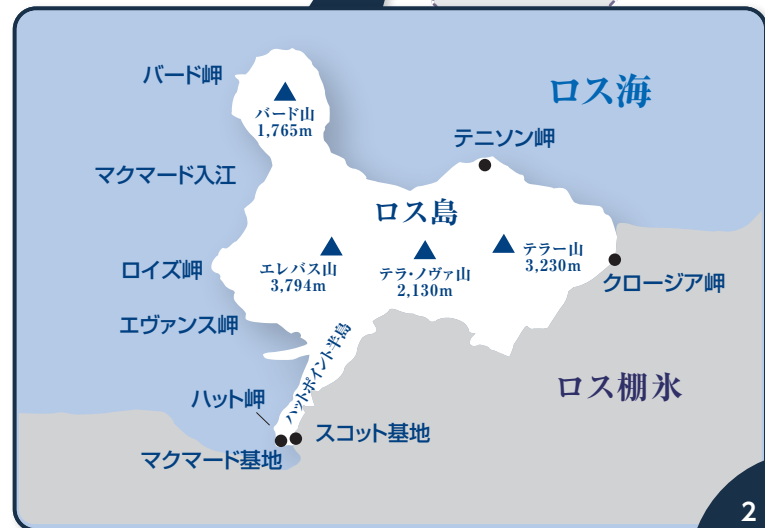 バード岬
バード山
1,765m
ロス海
テニソン岬
マクマード入江
ロス島
ロイズ岬
エレバス山
3,794m
テラ・ノヴァ山
2,130m
テラー山
3,230m
クロージア岬
エヴァンス岬
ハットポイント半島
ロス棚氷
ハット岬
スコット基地
マクマード基地
2